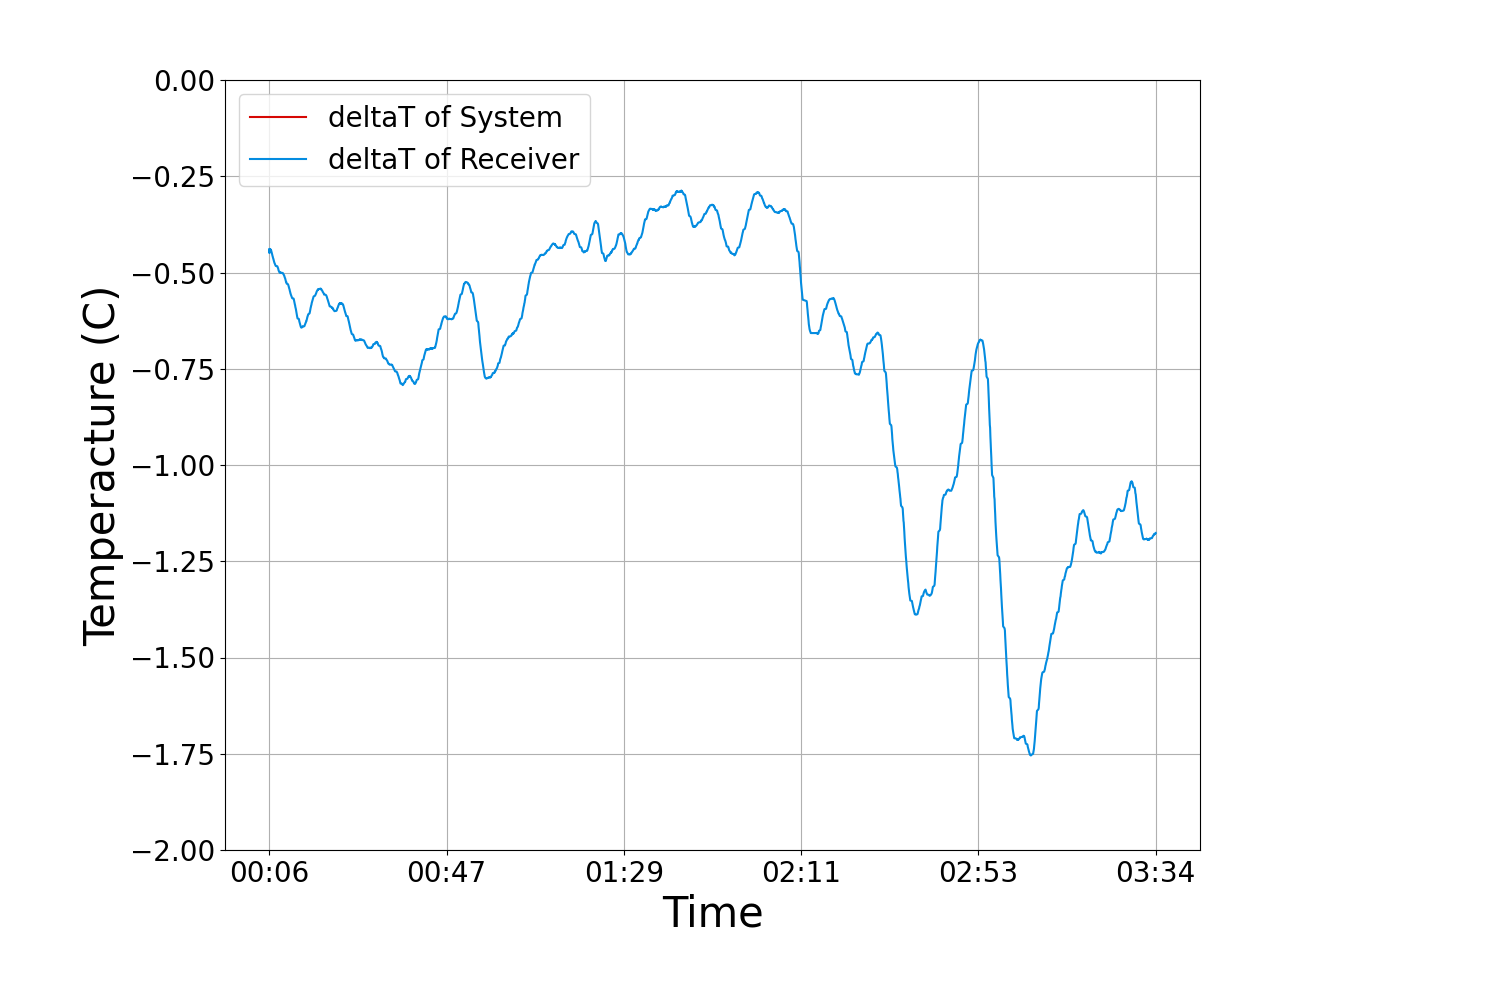 deltaT of System
deltaT of Receiver
0.00
−0.25
−0.50
−0.75
−1.00
−1.25
−1.50
−1.75
−2.00
Temperacture (C)
00:06 00:47 01:29 02:11 02:53 03:34
Time